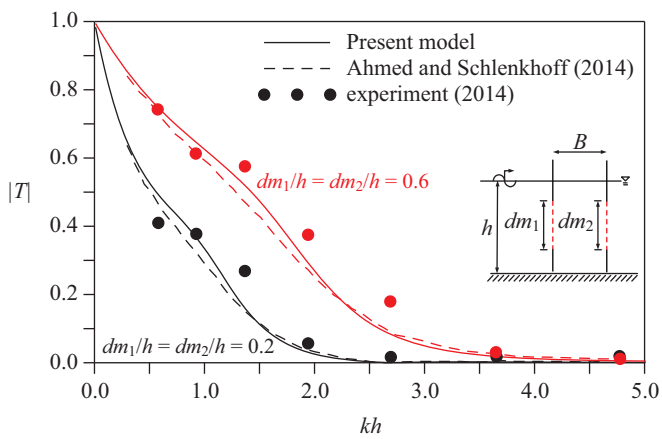 1.0
0.8
0.6
0.4
0.2
0.0
|T|
Present model
Ahmed and Schlenkhoff (2014)
experiment (2014)
dm1/h = dm2/h = 0.6
dm1/h = dm2/h = 0.2
B
h
dm1
dm2
0.0 1.0 2.0 3.0 4.0 5.0
kh